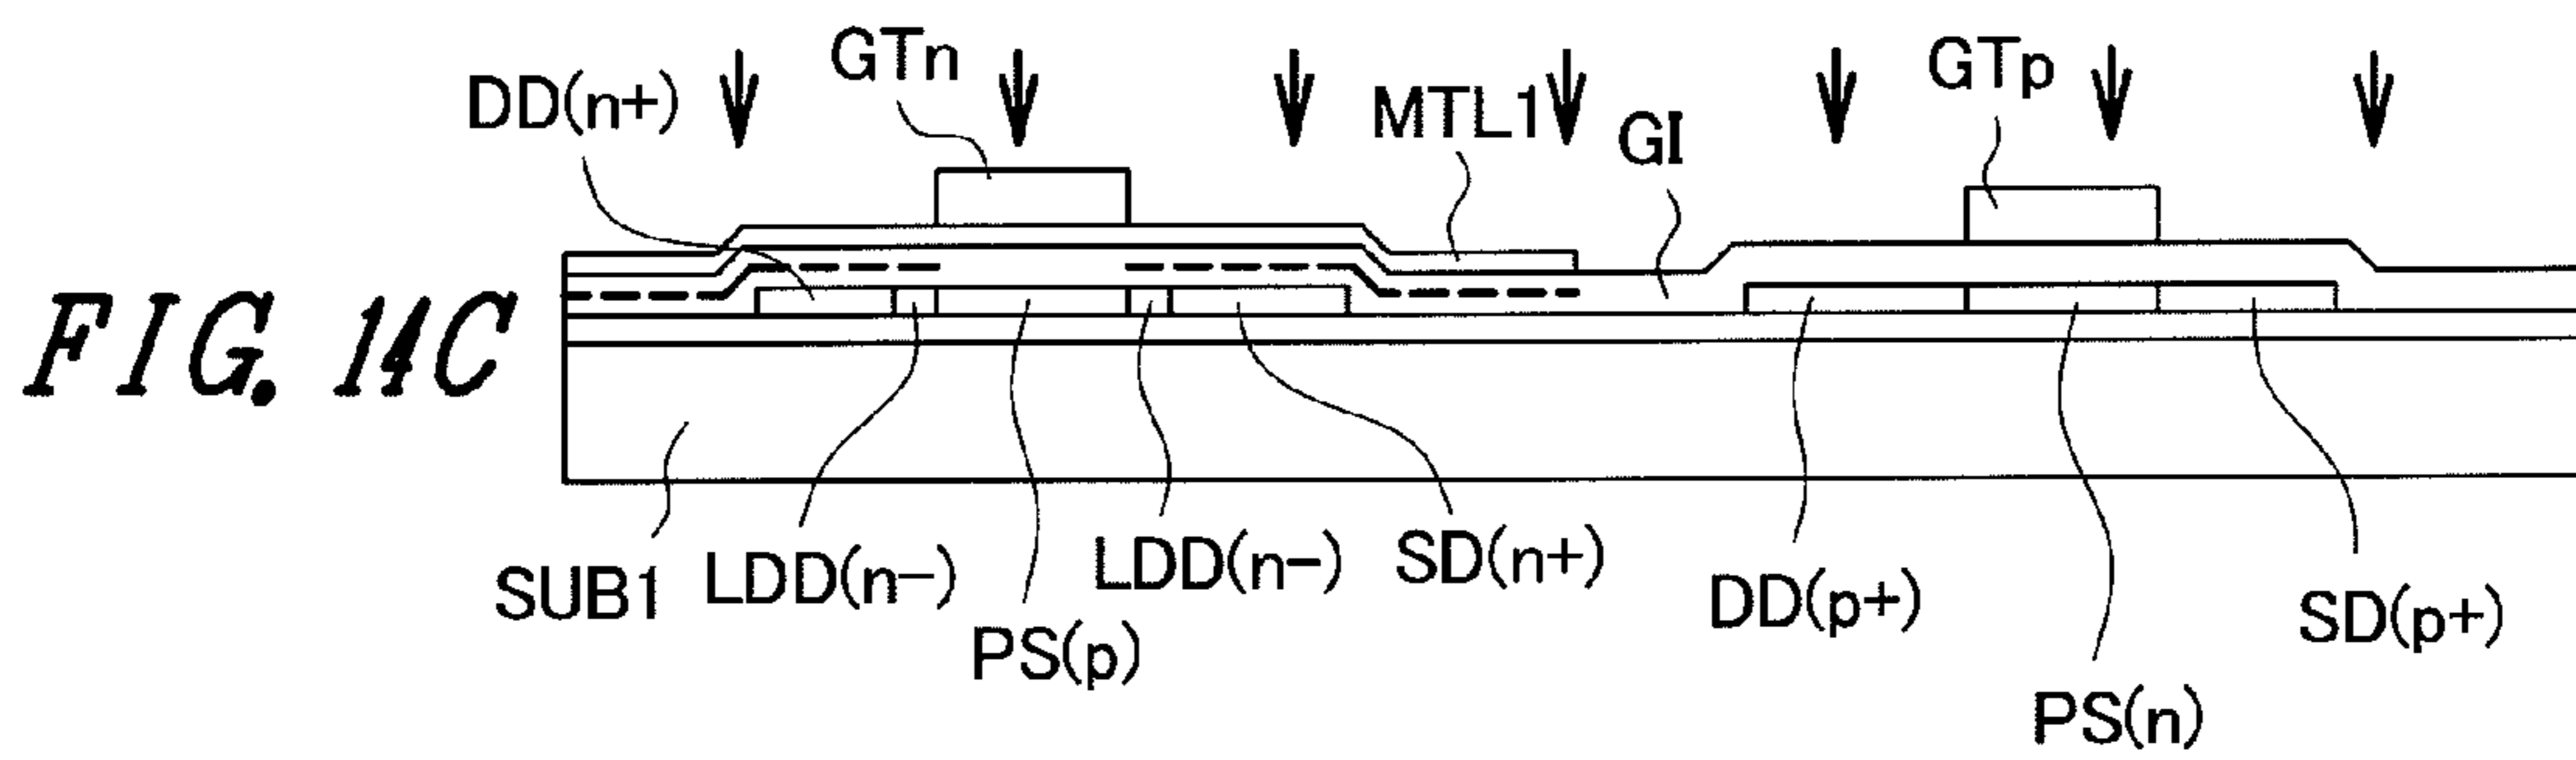 GTn
GTp
DD(n+)
MTL1
GI
FIG. 14C
SUB1
LDD(n-)
LDD(n-)
SD(n+)
PS(p)
DD(p+)
SD(p+)
PS(n)